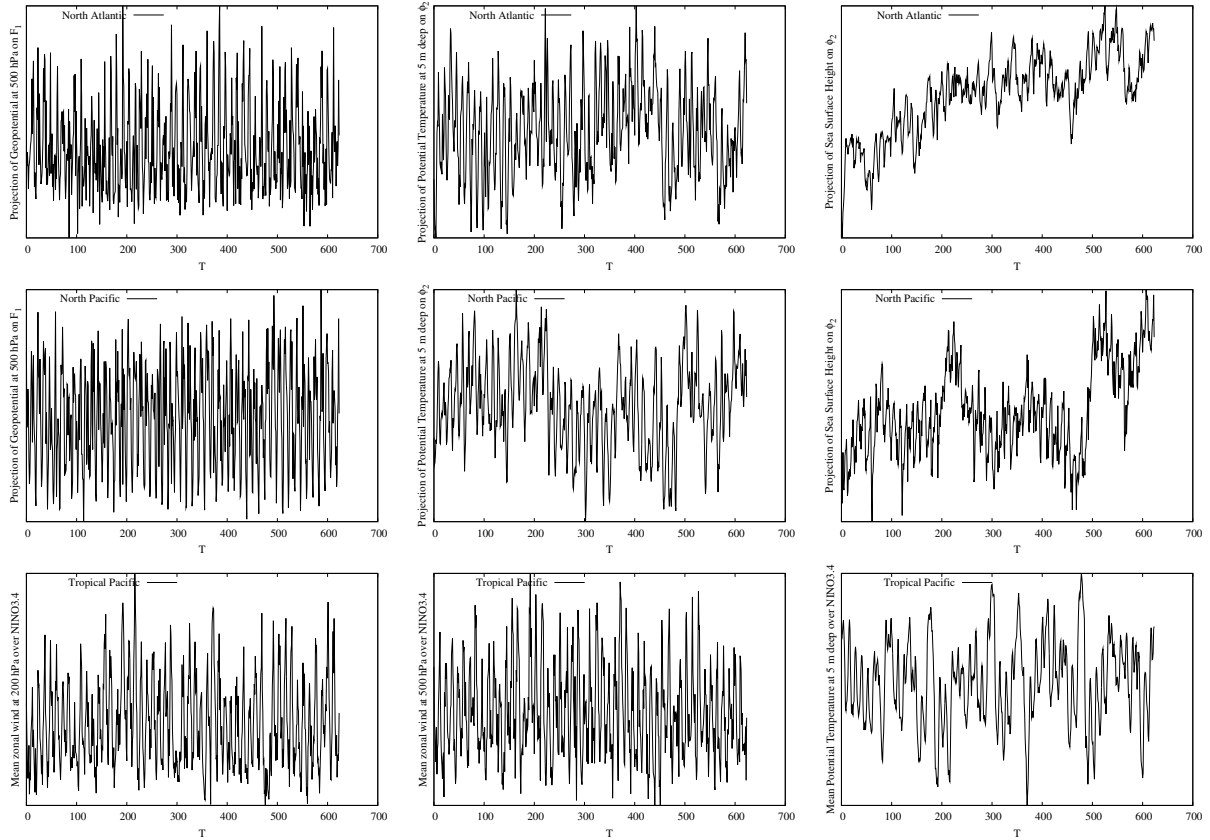 North Atlantic
Projection of Geopotential at 500 hPa on F1
0 100 200 300 400 500 600 700
T
North Atlantic
Projection of Potential Temperature at 5 m deep on ϕ2
0 100 200 300 400 500 600 700
T
North Atlantic
Projection of Sea Surface Height on ϕ2
0 100 200 300 400 500 600 700
T
North Pacific
Projection of Geopotential at 500 hPa on F1
0 100 200 300 400 500 600 700
T
North Pacific
Projection of Potential Temperature at 5 m deep on ϕ2
0 100 200 300 400 500 600 700
T
North Pacific
Projection of Sea Surface Height on ϕ2
0 100 200 300 400 500 600 700
T
Tropical Pacific
Mean zonal wind at 200 hPa over NINO3.4
0 100 200 300 400 500 600 700
T
Tropical Pacific
Mean zonal wind at 500 hPa over NINO3.4
0 100 200 300 400 500 600 700
T
Tropical Pacific
Mean Potential Temperature at 5 m deep over NINO3.4
0 100 200 300 400 500 600 700
T